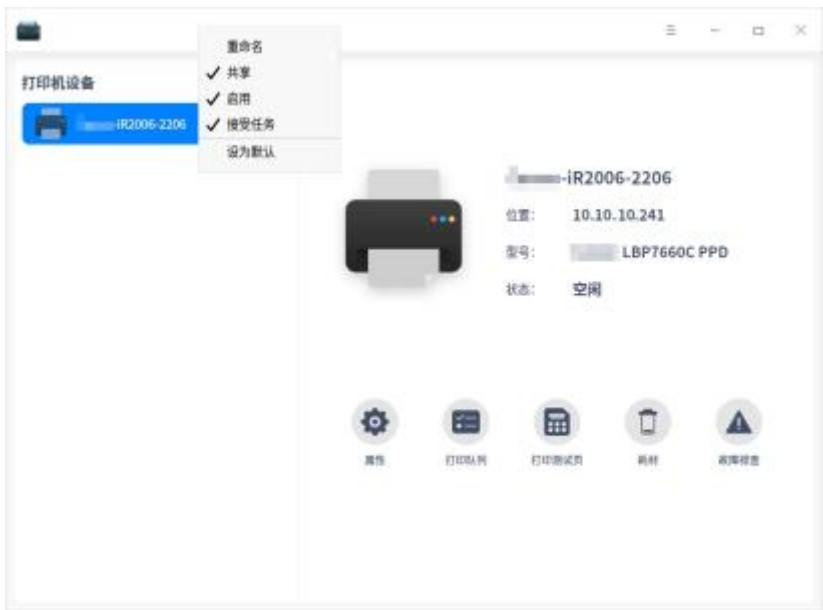 重命名
共享
启用
接受任务
设为默认
打印机设备
-iR2006-2206
-iR2006-2206
位置: 10.10.10.241
型号: LBP7660C PPD
状态: 空闲
属性 打印队列 打印测试页 耗材 故障检查